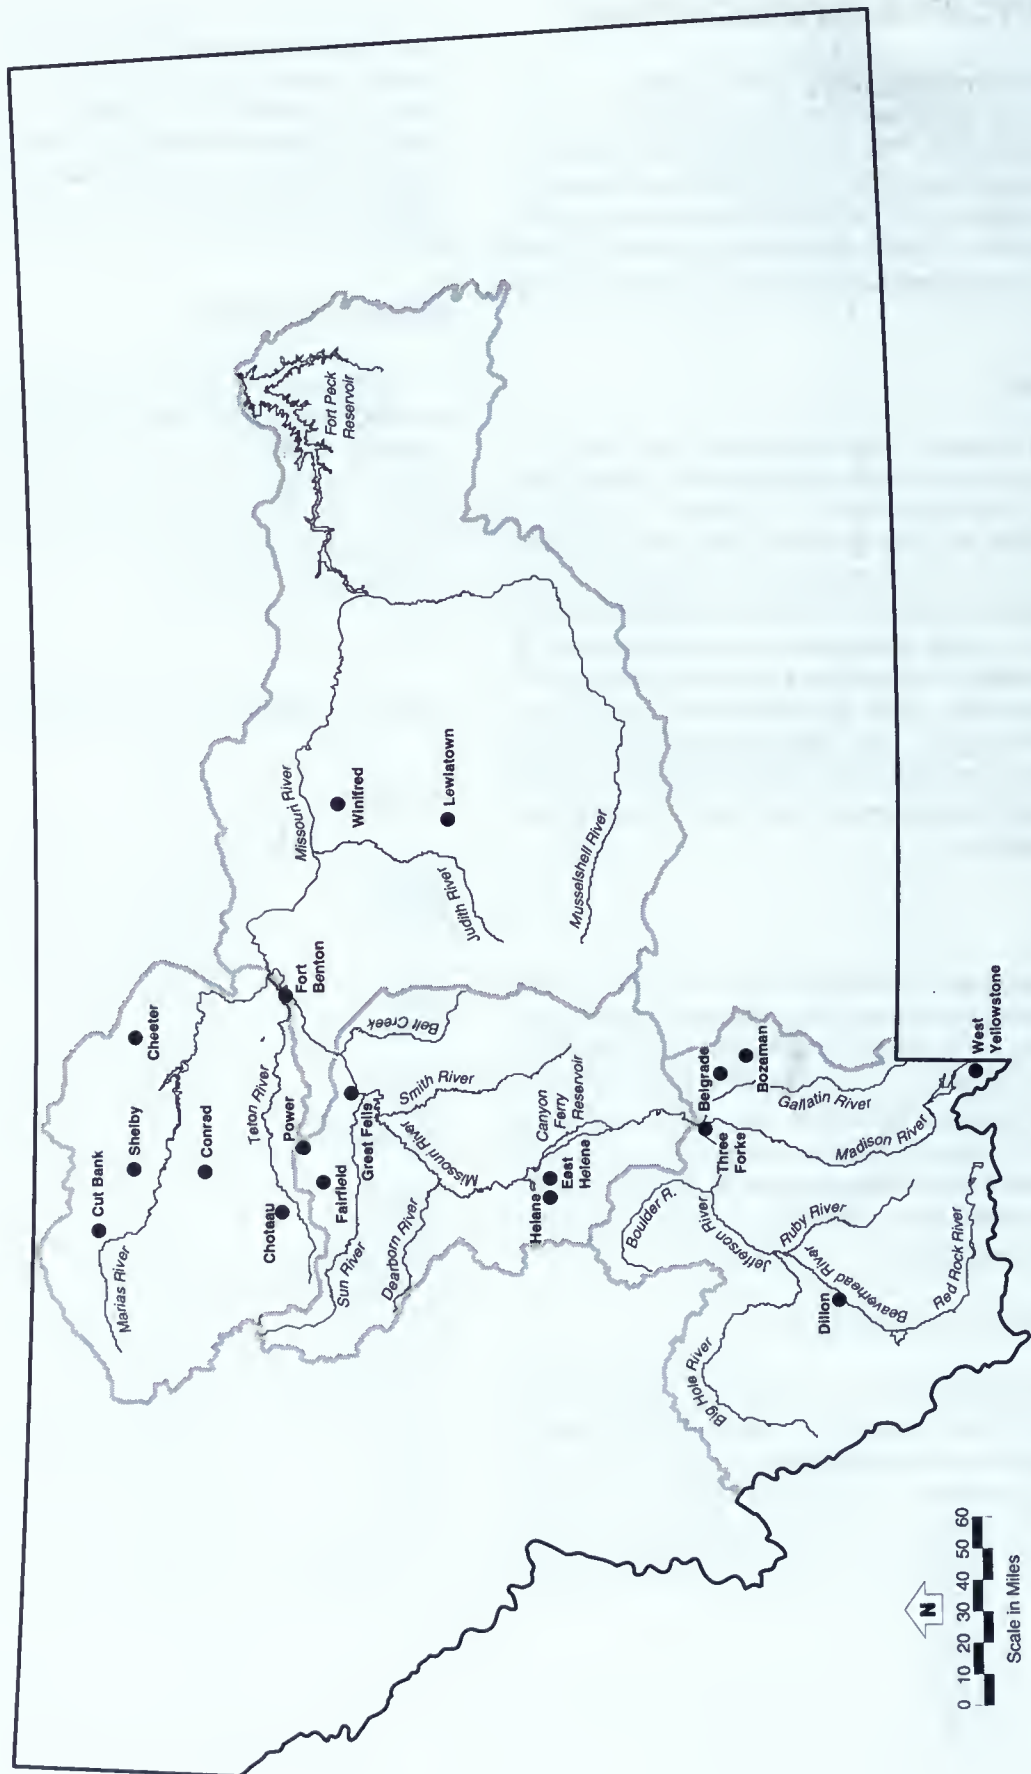 Cut Bank
Shelby
Cheeter
Marias River
Conrad
Teton River
Choteau
Power
Fort
Benton
Fairfield
Great Fells
Sun River
Missouri River
Dearborn River
Smith River
Belt Creek
Missouri River
Winifred
Judith River
Lewiatown
Fort Peck
Reservoir
Musselshell River
Canyon
Ferry
Reservoir
Helena
East
Helena
Boulder R.
Jefferson River
Three
Forks
Belgrade
Bozeman
Gallatin River
Madison River
West
Yellowstone
Ruby River
Beaverhead River
Dillon
Red Rock River
Big Hole River
N
0 10 20 30 40 50 60
Scale in Miles